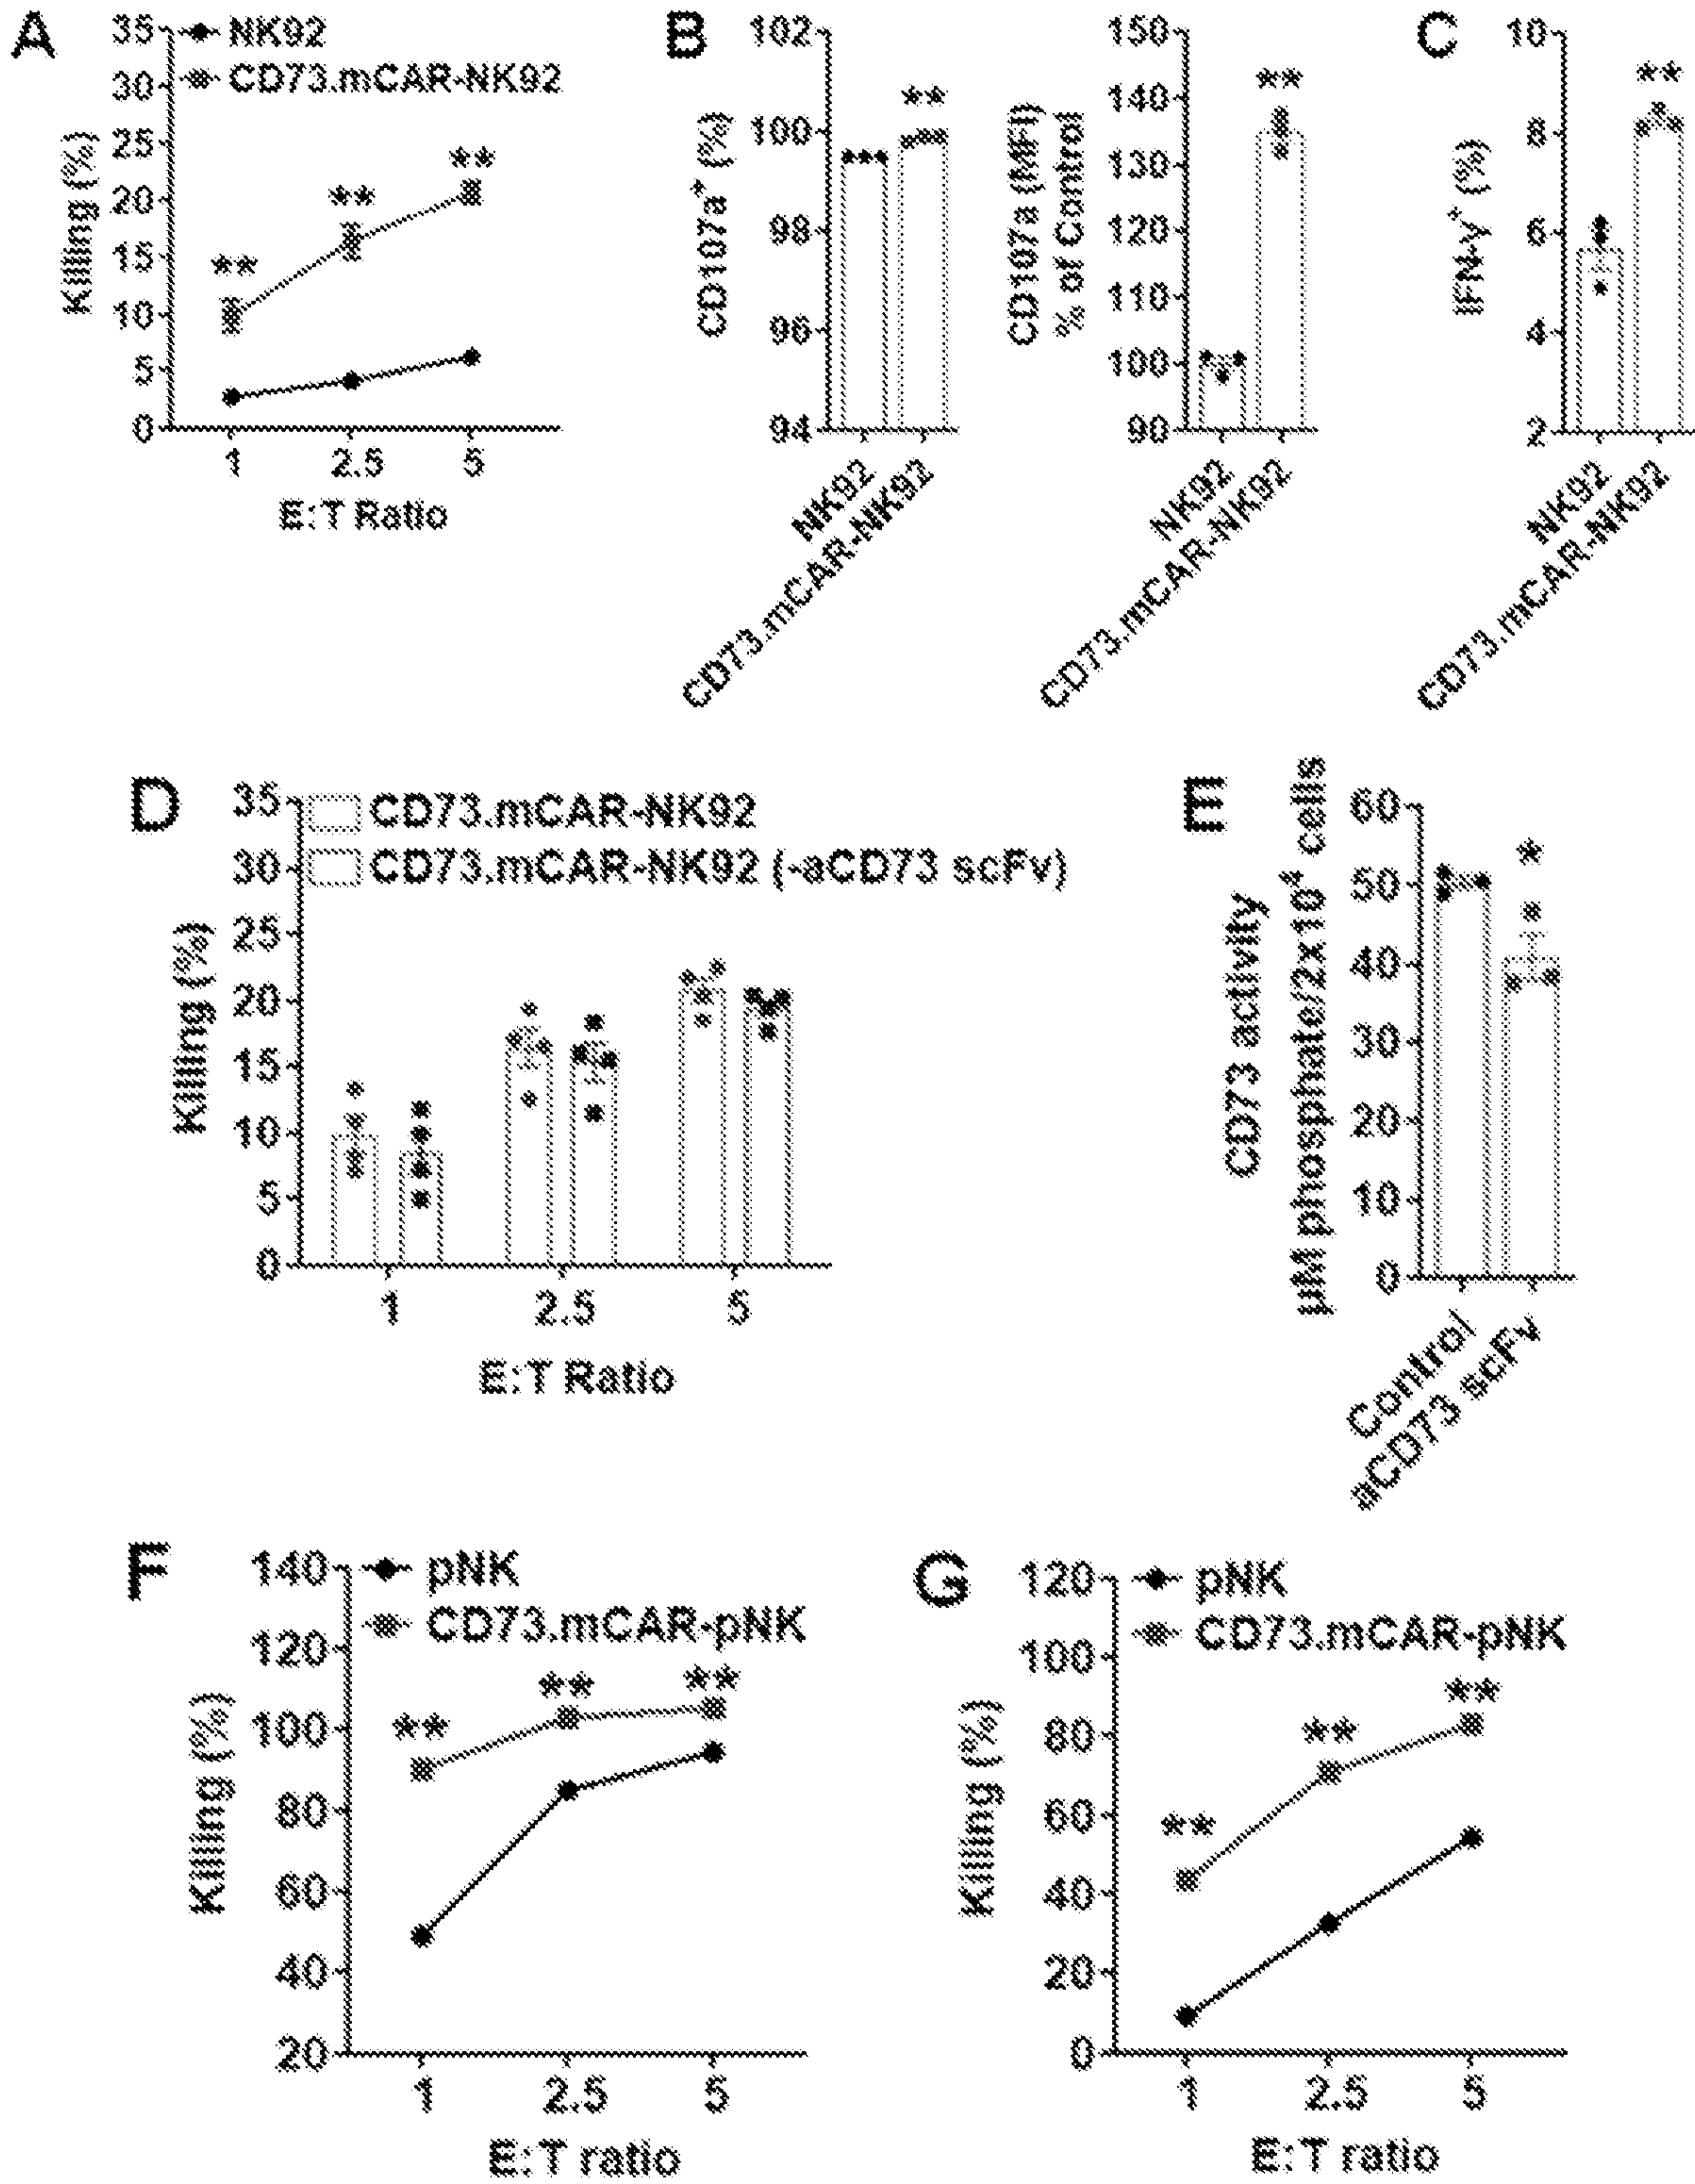 A
35
NK92
CD73.mCAR-NK92
30
25
20
15
10
5
0
Killing (%)
**
**
**
1
2.5
5
E:T Ratio
B
102
100
98
96
94
CD107a+ (%)
**
NK92
CD73.mCAR-NK92
150
140
130
120
110
100
90
CD107a (MFI)
% of Control
**
NK92
CD73.mCAR-NK92
C
10
8
6
4
2
IFN-γ+ (%)
**
NK92
CD73.mCAR-NK92
D
35
30
25
20
15
10
5
0
Killing (%)
CD73.mCAR-NK92
CD73.mCAR-NK92 (-aCD73 scFv)
1
2.5
5
E:T Ratio
E
60
50
40
30
20
10
0
CD73 activity
µM phosphate/2x10⁴ cells
*
Control
aCD73 scFv
F
140
120
100
80
60
40
20
Killing (%)
pNK
CD73.mCAR-pNK
**
**
**
1
2.5
5
E:T ratio
G
120
100
80
60
40
20
0
Killing (%)
pNK
CD73.mCAR-pNK
**
**
**
1
2.5
5
E:T ratio